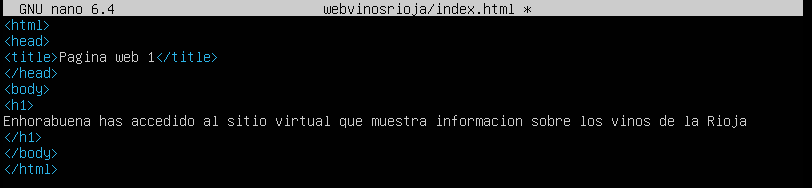 GNU nano 6.4 webvinosrioja/index.html *
<html>
<head>
<title>Pagina web 1</title>
</head>
<body>
<h1>
Enhorabuena has accedido al sitio virtual que muestra informacion sobre los vinos de la Rioja
</h1>
</body>
</html>